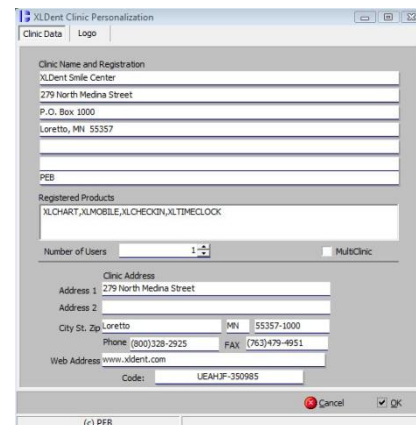 XLDent Clinic Personalization
Clinic Data Logo
Clinic Name and Registration
XLDent Smile Center
279 North Medina Street
P.O. Box 1000
Loretto, MN 55357
PEB
Registered Products
XLCHART,XLMOBILE,XLCHECKIN,XLTIMECLOCK
Number of Users 1 MultiClinic
Clinic Address
Address 1 279 North Medina Street
Address 2
City St. Zip Loretto MN 55357-1000
Phone (800)328-2925 FAX (763)479-4951
Web Address www.xldent.com
Code: UEAHJF-350985
Cancel OK
(c) PEB